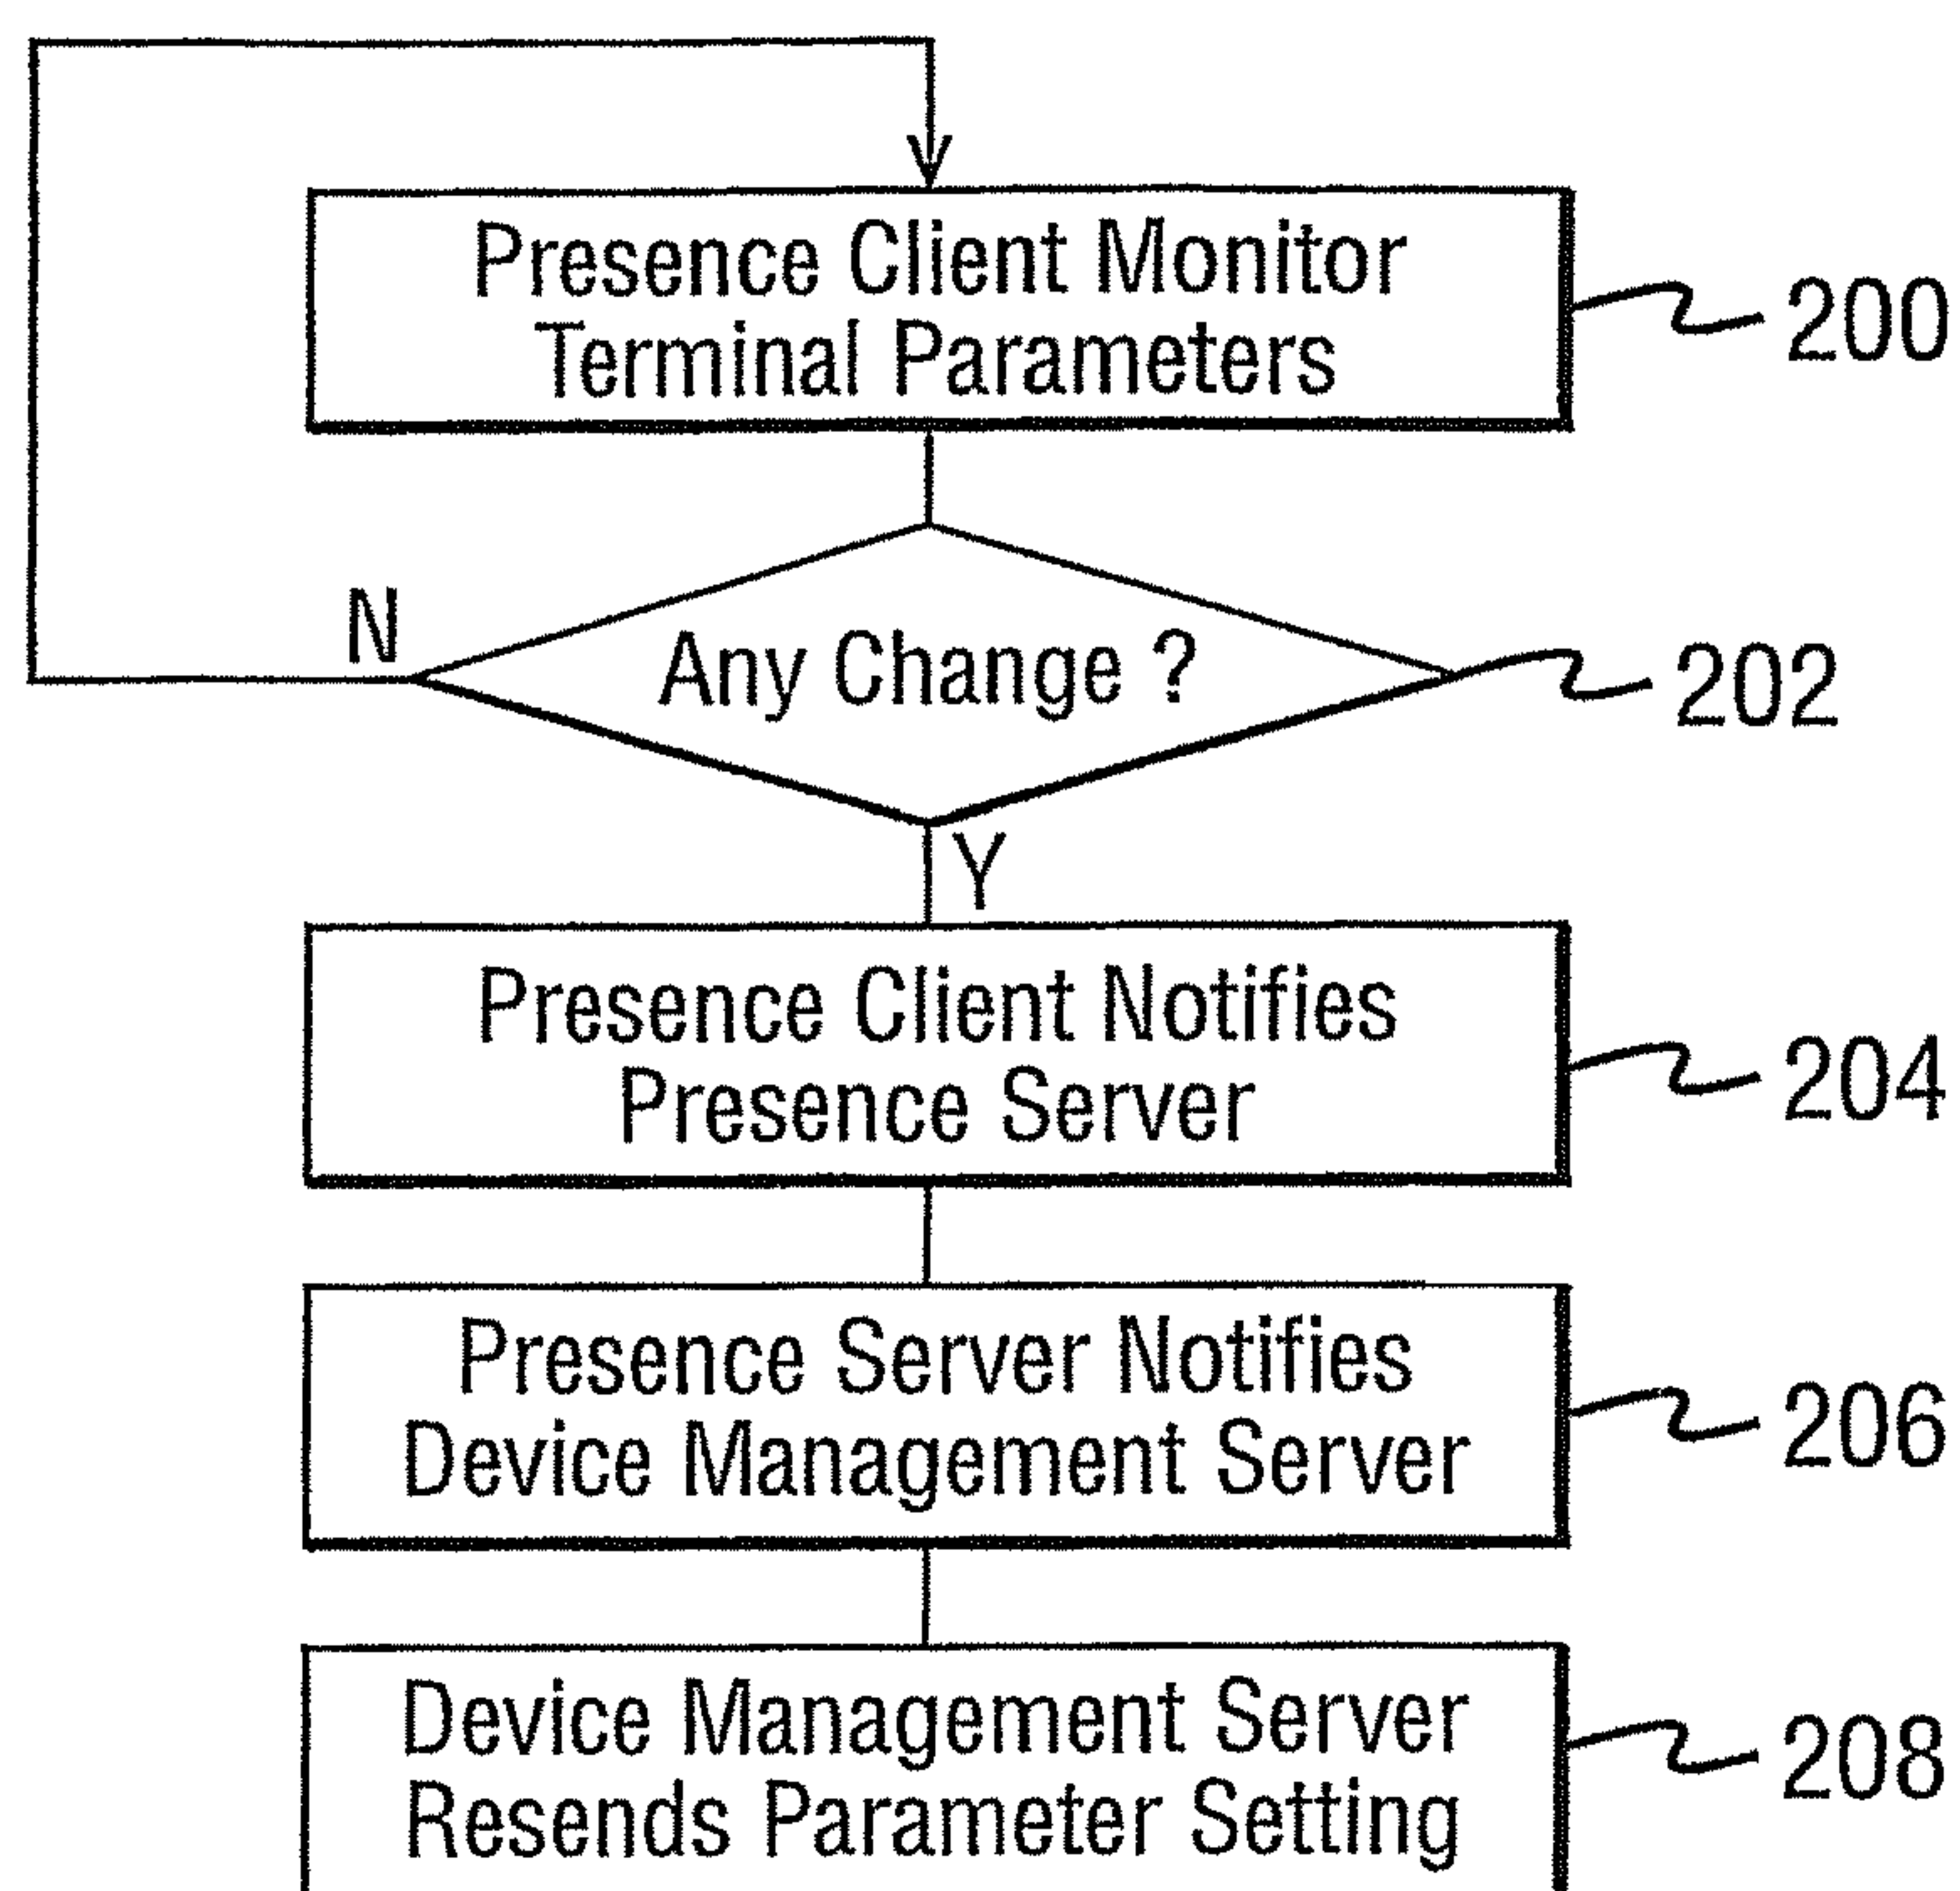 Presence Client Monitor
Terminal Parameters
200
N
Any Change ?
202
Y
Presence Client Notifies
Presence Server
204
Presence Server Notifies
Device Management Server
206
Device Management Server
Resends Parameter Setting
208